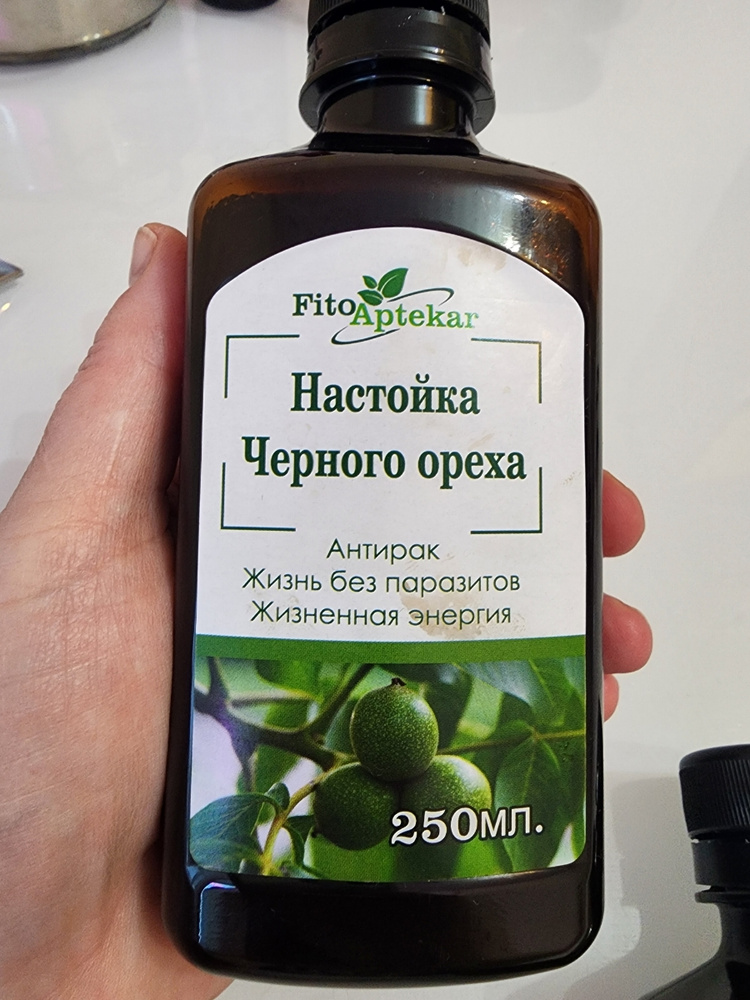 FitoAptekar
Настойка
Черного ореха
Антирак
Жизнь без паразитов
Жизненная энергия
250мл.